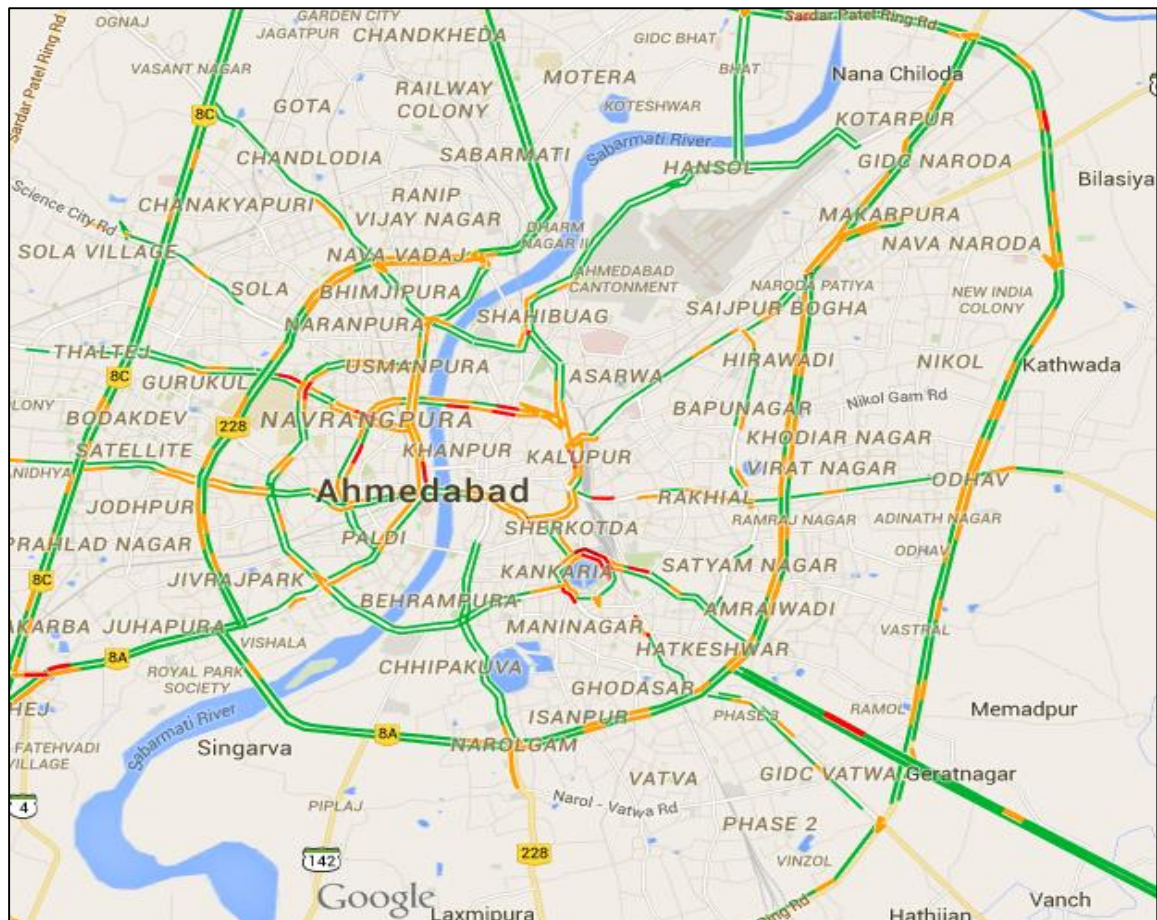 OGNAJ
GARDEN CITY
JAGATPUR
CHANDKHEDA
Sardar Patel Ring Rd
GIDC BHAT
BHAT
Nana Chiloda
Sardar Patel Ring Rd
VASANT NAGAR
8C
GOTA
RAILWAY
COLONY
MOTERA
KOTESHWAR
KOTARPUR
Sabarmati River
CHANDLODIA
SABARMATI
HANSOL
GIDC NARODA
Bilasiya
Science City Rd
CHANAKYAPURI
RANIP
VIJAY NAGAR
DHARM
NAGAR II
MAKARPURA
NAVA NARODA
SOLA VILLAGE
NAVA VADAJ
SOLA
BHIMJIPURA
AHMEDABAD
CANTONMENT
NARODA PATIYA
SAIJPUR BOGHA
NEW INDIA
COLONY
NARANPURA
SHAHIBUAG
THALTEJ
8C
GURUKUL
USMANPURA
ASARWA
HIRAWADI
NIKOL
Kathwada
OLONY
BODAKDEV
228
NAVRANGPURA
BAPUNAGAR
Nikol Gam Rd
SATELLITE
KHANPUR
KALUPUR
KHODIAR NAGAR
VIRAT NAGAR
NIDHYA
ODHAV
JODHPUR
Ahmedabad
RAKHIAL
SHERKOTDA
RAMRAJ NAGAR
ADINATH NAGAR
PRAHLAD NAGAR
PALDI
ODHAV
8C
JIVRAJPARK
KANKARIA
SATYAM NAGAR
BEHRAMPURA
AMRAIWADI
AKARBA
JUHAPURA
VISHALA
MANINAGAR
VASTRAL
8A
HATKESHWAR
ROYAL PARK
SOCIETY
CHHIPAKUVA
GHODASAR
HEJ
Sabarmati River
ISANPUR
PHASE 3
RAMOL
Memadpur
FATEHVADI
VILLAGE
Singarva
8A
NAROLGAM
VATVA
GIDC VATWA
Geratnagar
4
PIPLAJ
Narol - Vatwa Rd
PHASE 2
142
228
VINZOL
Google
Laxmipura
Ring Rd
Hathijan
Vanch